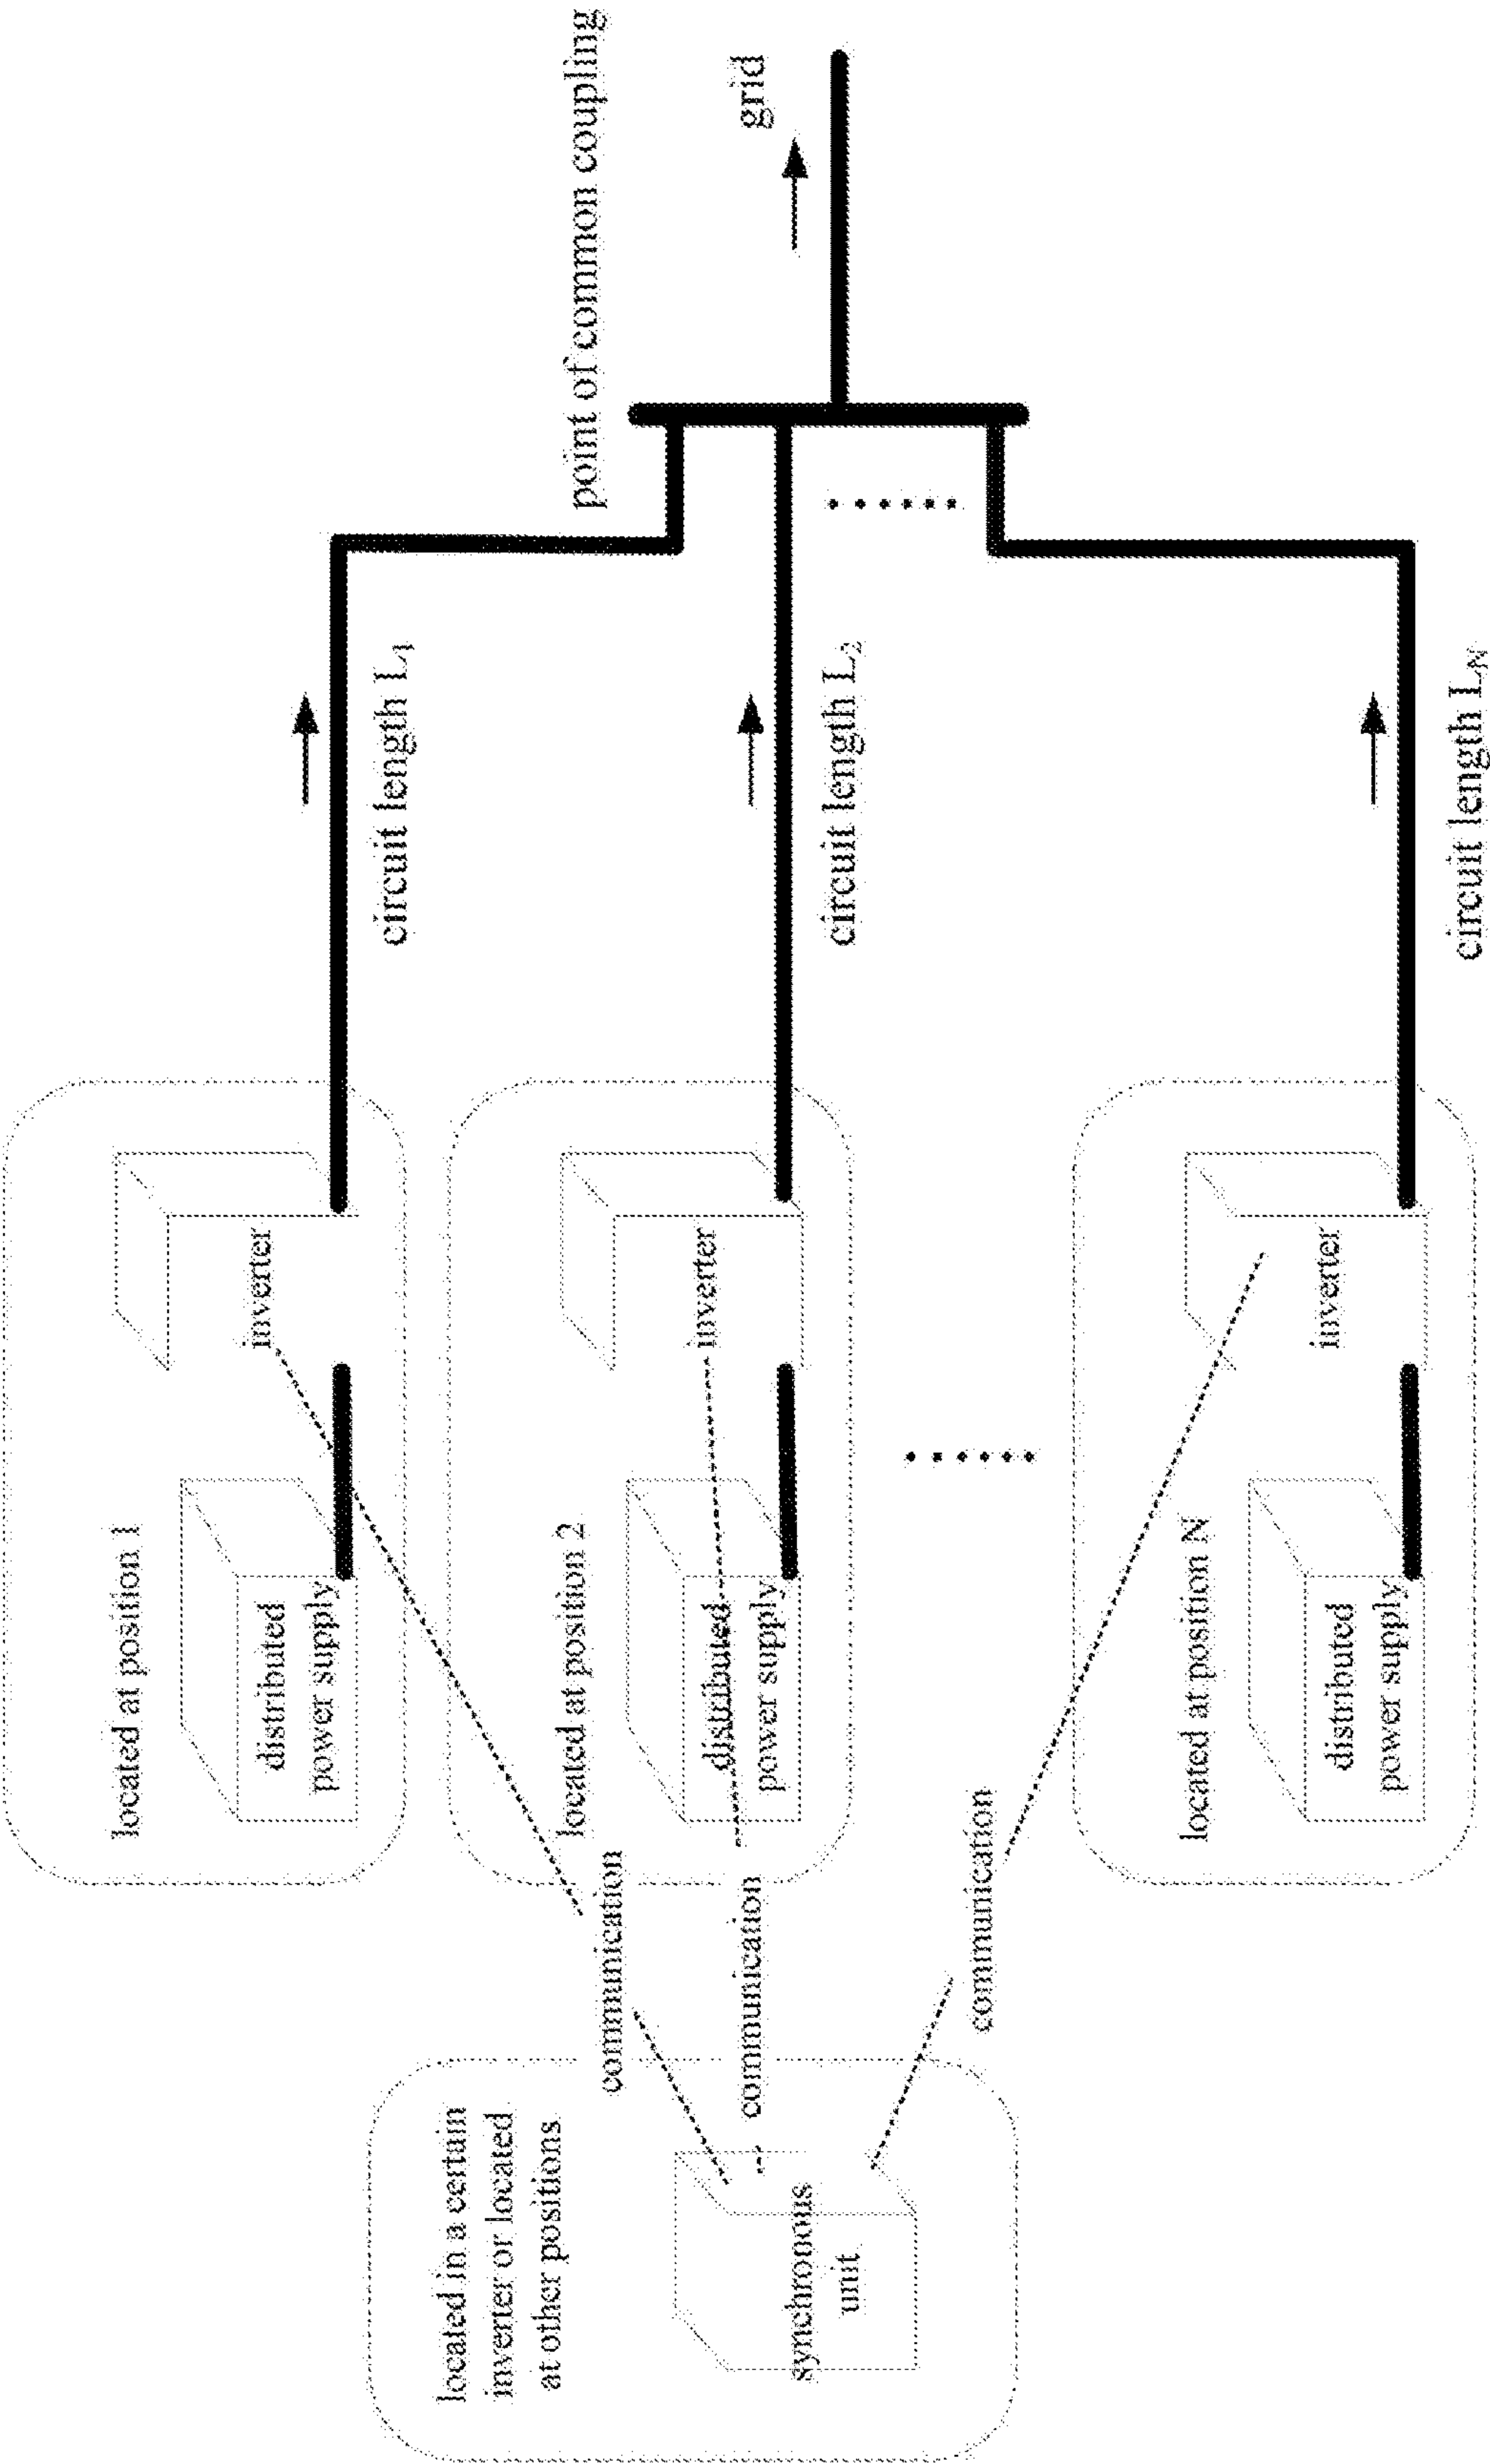 located at position 1
distributed
power supply
inverter
circuit length L₁
point of common coupling
grid
located at position 2
distributed
power supply
inverter
circuit length L₂
located in a certain
inverter or located
at other positions
synchronous
unit
communication
communication
communication
located at position N
distributed
power supply
inverter
circuit length L_N